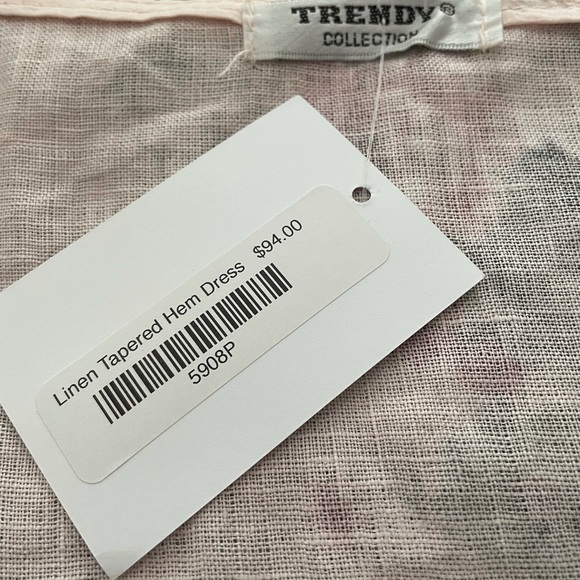 TRENDY®
COLLECTION
Linen Tapered Hem Dress $94.00
5908P